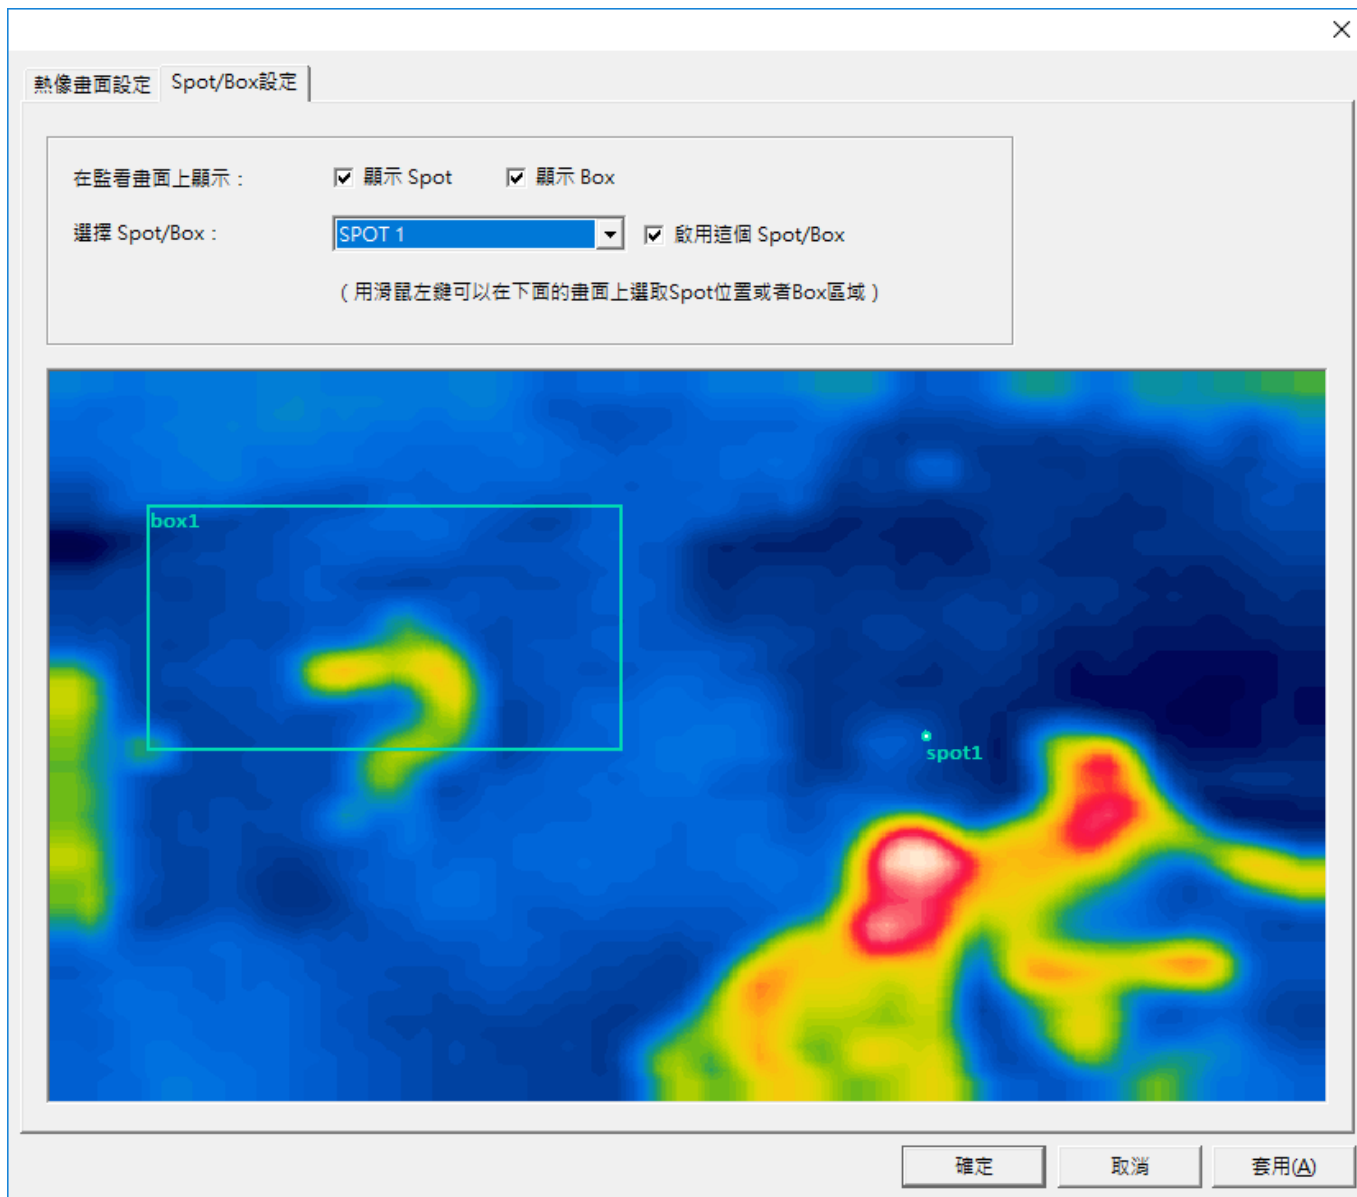 熱像畫面設定 Spot/Box設定
在監看畫面上顯示： 顯示 Spot 顯示 Box
選擇 Spot/Box： SPOT 1 啟用這個 Spot/Box
（用滑鼠左鍵可以在下面的畫面上選取Spot位置或者Box區域）
box1
spot1
確定 取消 套用(A)